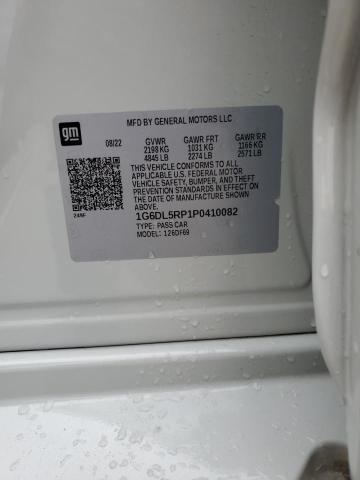 MFD BY GENERAL MOTORS LLC
gm
08/22 GVWR GAWR FRT GAWR RR
2198 KG 1031 KG 1166 KG
4845 LB 2274 LB 2571 LB
THIS VEHICLE CONFORMS TO ALL
APPLICABLE U.S. FEDERAL MOTOR
VEHICLE SAFETY, BUMPER, AND THEFT
PREVENTION STANDARDS IN EFFECT ON
THE DATE OF MANUFACTURE SHOWN
ABOVE.
1G6DL5RP1P0410082
TYPE: PASS CAR
MODEL: 126DF69